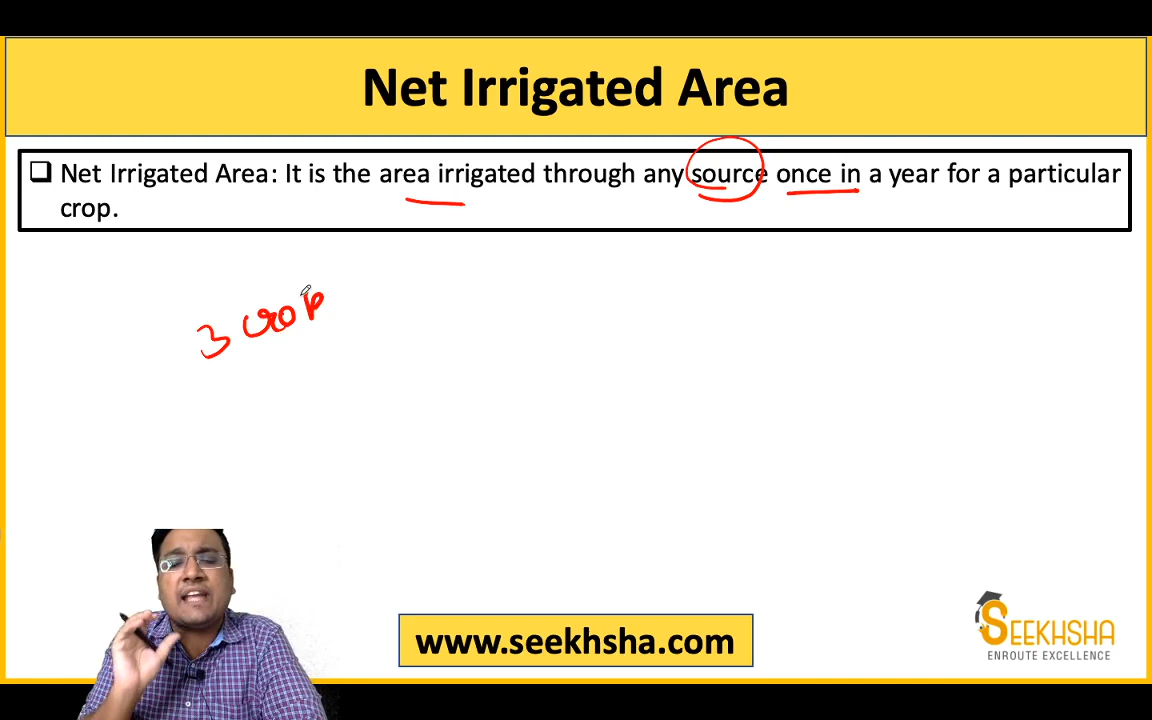 Net Irrigated Area
Net Irrigated Area: It is the area irrigated through any source once in a year for a particular
crop.
3 crop
www.seekhsha.com
SEEKHSHA
ENROUTE EXCELLENCE